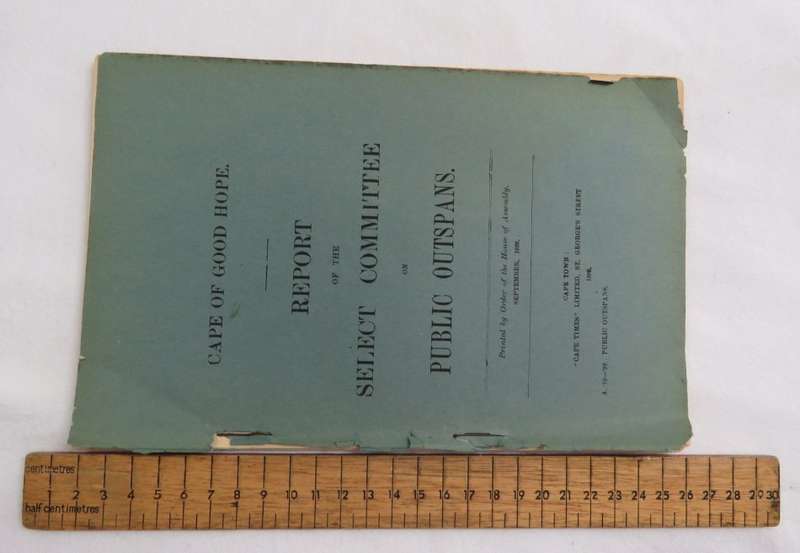 CAPE OF GOOD HOPE.
REPORT
OF THE
SELECT COMMITTEE
ON
PUBLIC OUTSPANS.
Printed by Order of the House of Assembly.
SEPTEMBER,
CAPE TOWN:
"CAPE TIMES" LIMITED, ST. GEORGE'S STREET
PUBLIC OUTSPANS
centimetres
1 2 3 4 5 6 7 8 9 10 11 12 13 14 15 16 17 18 19 20 21 22 23 24 25 26 27 28 29 30
half centimetres